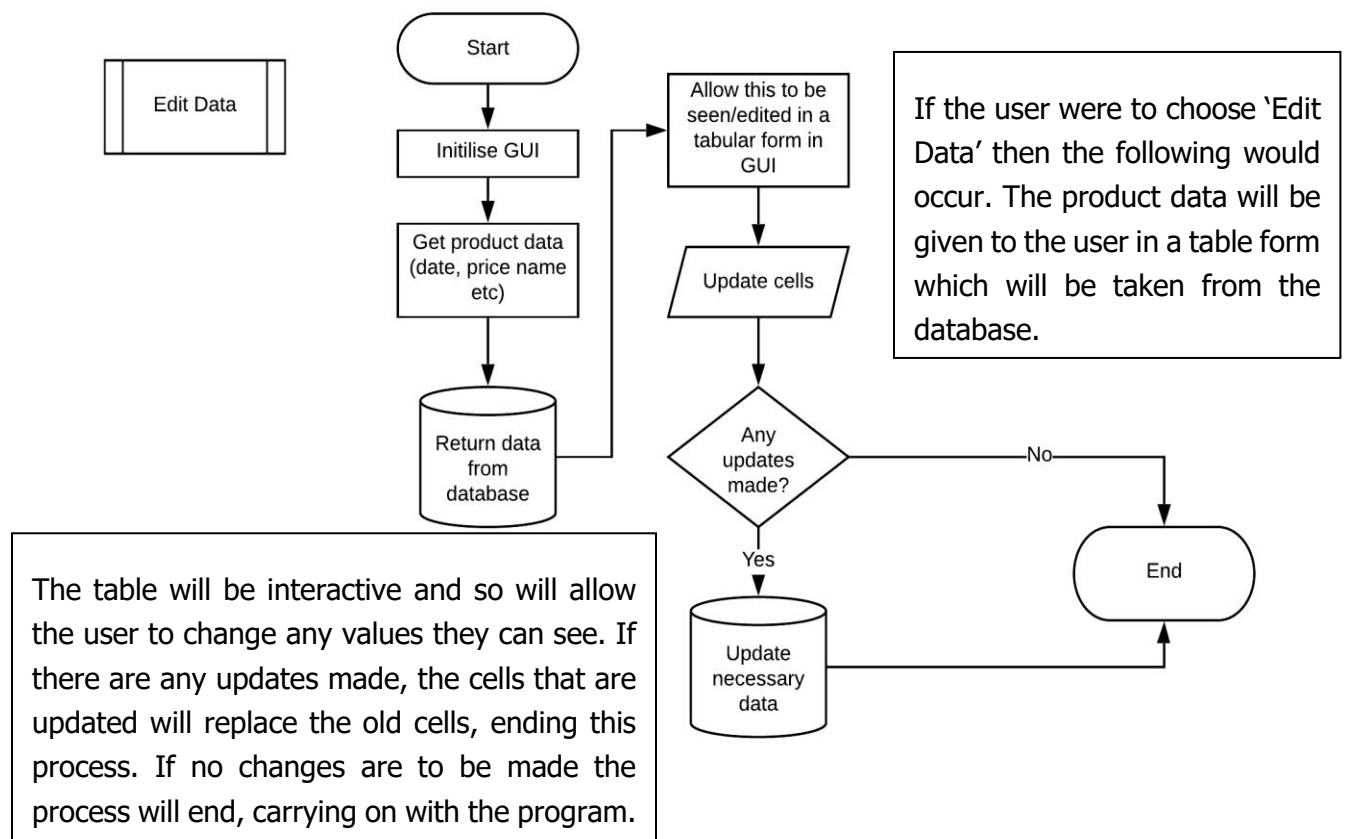 Edit Data
Start
Initilise GUI
Get product data
(date, price name
etc)
Return data
from
database
Allow this to be
seen/edited in a
tabular form in
GUI
Update cells
Any
updates
made?
No
Yes
Update
necessary
data
End
If the user were to choose ‘Edit
Data’ then the following would
occur. The product data will be
given to the user in a table form
which will be taken from the
database.
The table will be interactive and so will allow
the user to change any values they can see. If
there are any updates made, the cells that are
updated will replace the old cells, ending this
process. If no changes are to be made the
process will end, carrying on with the program.